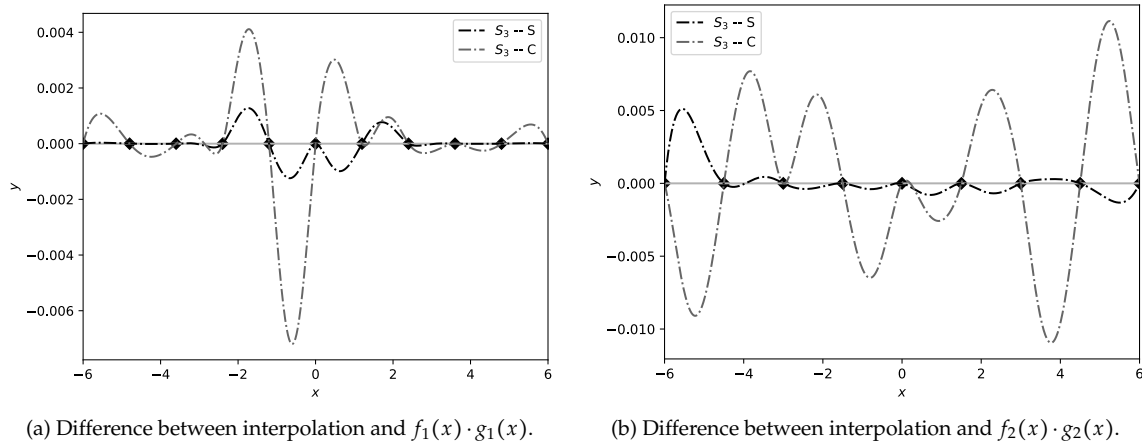 0.004
0.002
0.000
−0.002
−0.004
−0.006
y
−6
−4
−2
0
2
4
6
x
S3 -- S
S3 -- C
(a) Difference between interpolation and f1(x) · g1(x).
0.010
0.005
0.000
−0.005
−0.010
y
−6
−4
−2
0
2
4
6
x
S3 -- S
S3 -- C
(b) Difference between interpolation and f2(x) · g2(x).